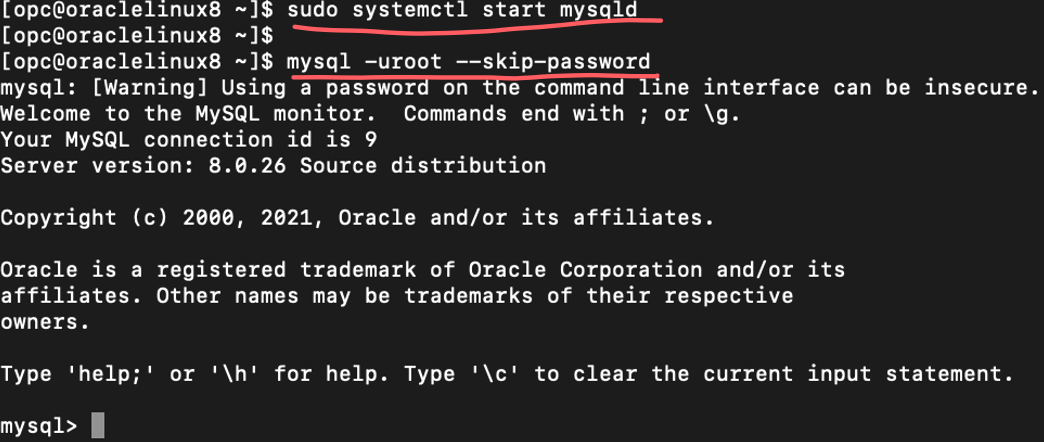 [opc@oraclelinux8 ~]$ sudo systemctl start mysqld
[opc@oraclelinux8 ~]$
[opc@oraclelinux8 ~]$ mysql -uroot --skip-password
mysql: [Warning] Using a password on the command line interface can be insecure.
Welcome to the MySQL monitor.  Commands end with ; or \g.
Your MySQL connection id is 9
Server version: 8.0.26 Source distribution
Copyright (c) 2000, 2021, Oracle and/or its affiliates.
Oracle is a registered trademark of Oracle Corporation and/or its
affiliates. Other names may be trademarks of their respective
owners.
Type 'help;' or '\h' for help. Type '\c' to clear the current input statement.
mysql>